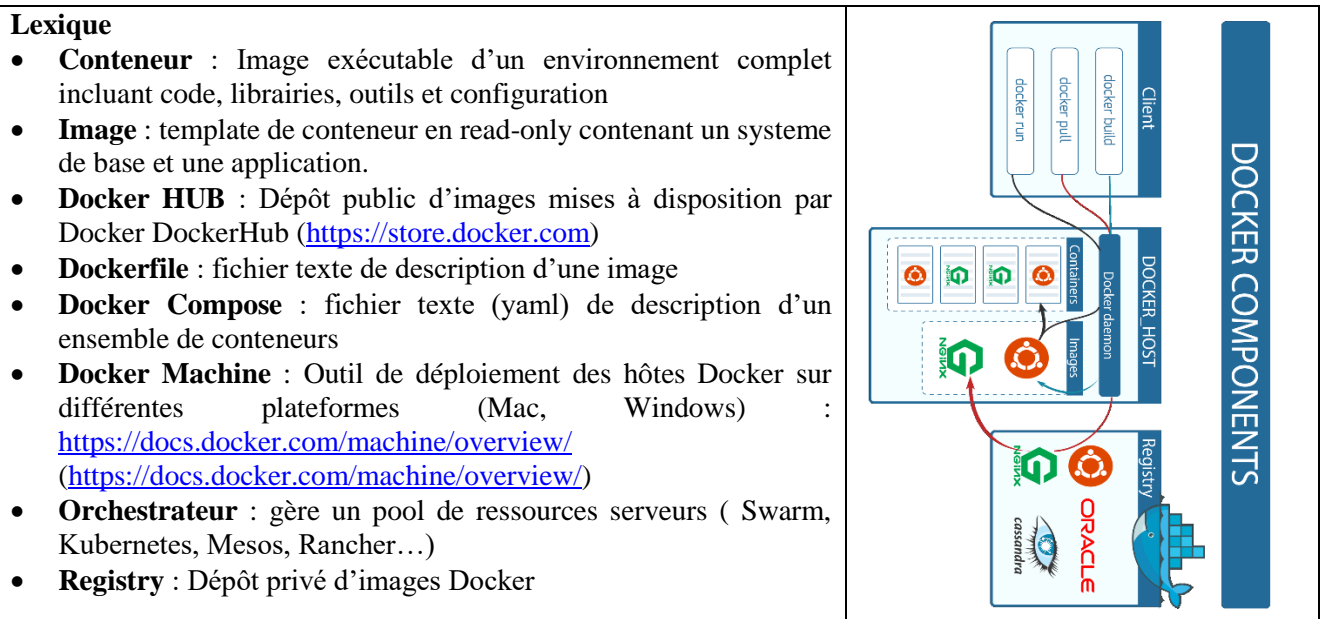 Lexique
• Conteneur : Image exécutable d’un environnement complet
incluant code, librairies, outils et configuration
• Image : template de conteneur en read-only contenant un systeme
de base et une application.
• Docker HUB : Dépôt public d’images mises à disposition par
Docker DockerHub (https://store.docker.com)
• Dockerfile : fichier texte de description d’une image
• Docker Compose : fichier texte (yaml) de description d’un
ensemble de conteneurs
• Docker Machine : Outil de déploiement des hôtes Docker sur
différentes plateformes (Mac, Windows) :
https://docs.docker.com/machine/overview/
(https://docs.docker.com/machine/overview/)
• Orchestrateur : gère un pool de ressources serveurs ( Swarm,
Kubernetes, Mesos, Rancher…)
• Registry : Dépôt privé d’images Docker
DOCKER COMPONENTS
Client
docker build
docker pull
docker run
DOCKER_HOST
Docker daemon
Containers
NGINX
NGINX
Images
NGINX
Registry
NGINX
ORACLE
cassandra